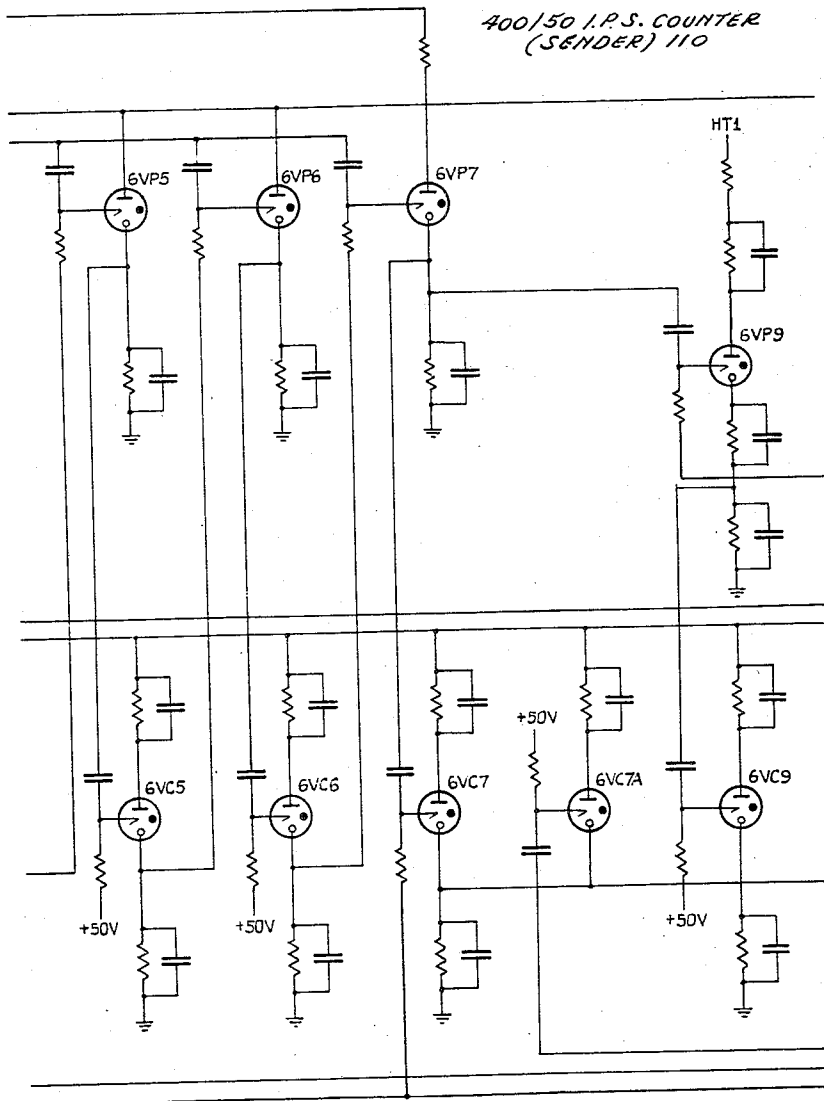 400/50 I.P.S. COUNTER
(SENDER) 110
HT1
6VP5
6VP6
6VP7
6VP9
+50V
6VC5
6VC6
6VC7
6VC7A
6VC9
+50V
+50V
+50V